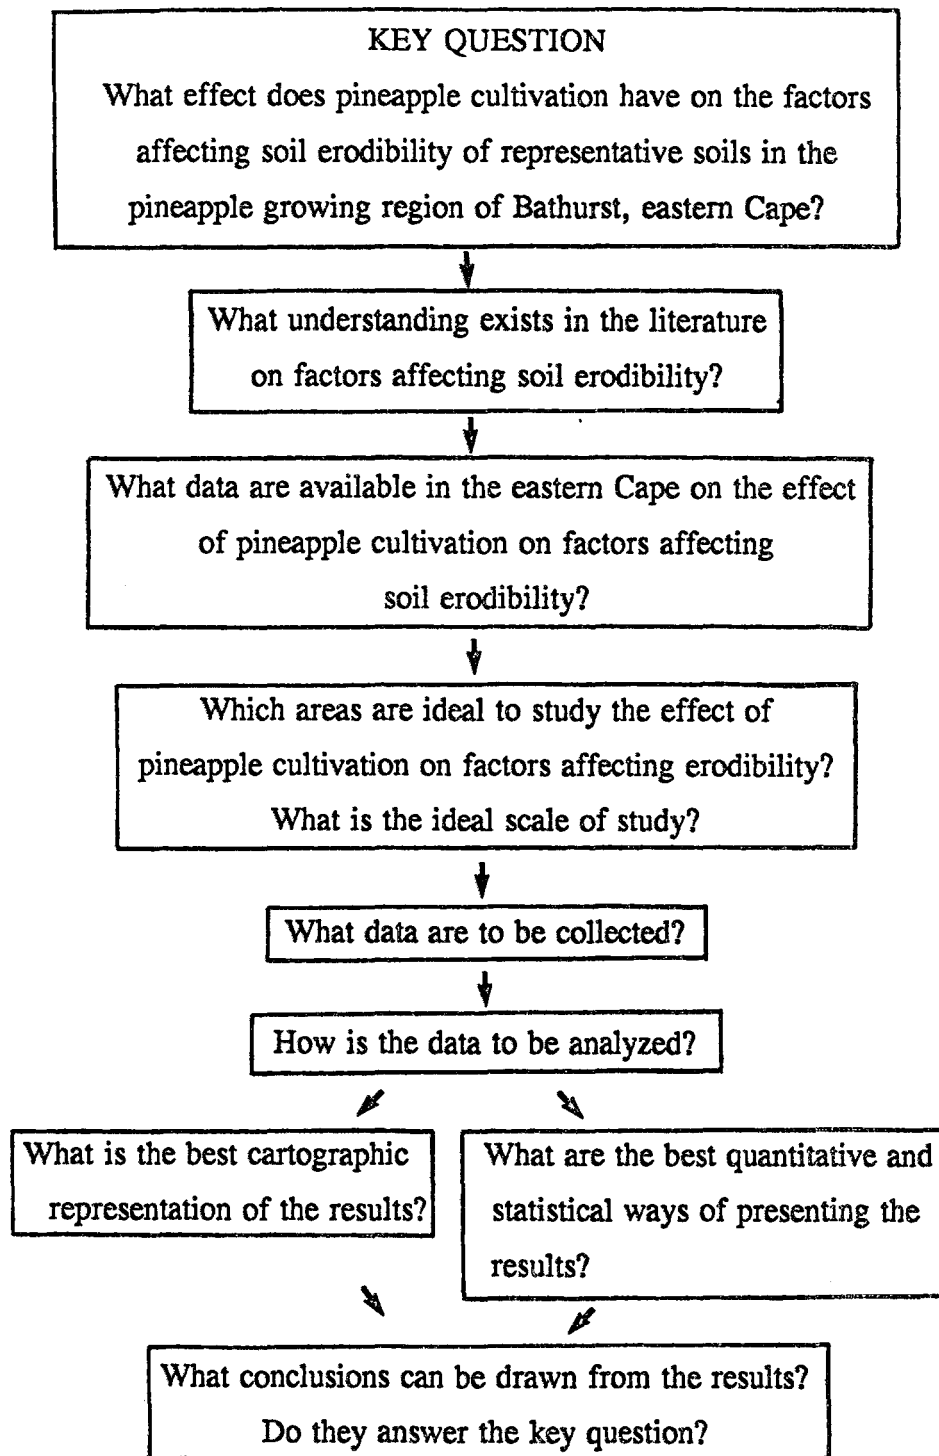 KEY QUESTION
What effect does pineapple cultivation have on the factors
affecting soil erodibility of representative soils in the
pineapple growing region of Bathurst, eastern Cape?
What understanding exists in the literature
on factors affecting soil erodibility?
What data are available in the eastern Cape on the effect
of pineapple cultivation on factors affecting
soil erodibility?
Which areas are ideal to study the effect of
pineapple cultivation on factors affecting erodibility?
What is the ideal scale of study?
What data are to be collected?
How is the data to be analyzed?
What is the best cartographic
representation of the results?
What are the best quantitative and
statistical ways of presenting the
results?
What conclusions can be drawn from the results?
Do they answer the key question?